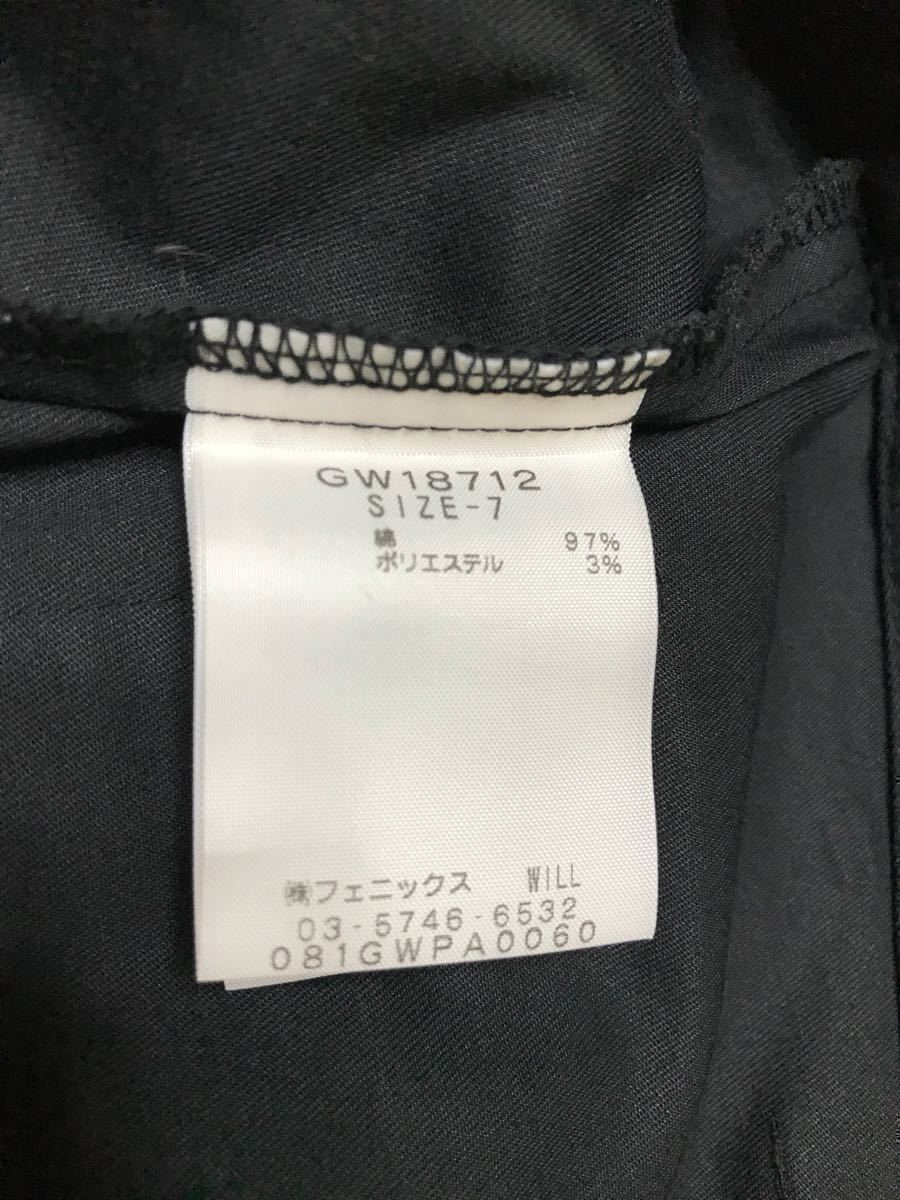 GW18712
SIZE-7
綿 97%
ポリエステル 3%
㈱フェニックス WILL
03-5746-6532
081GWPA0060